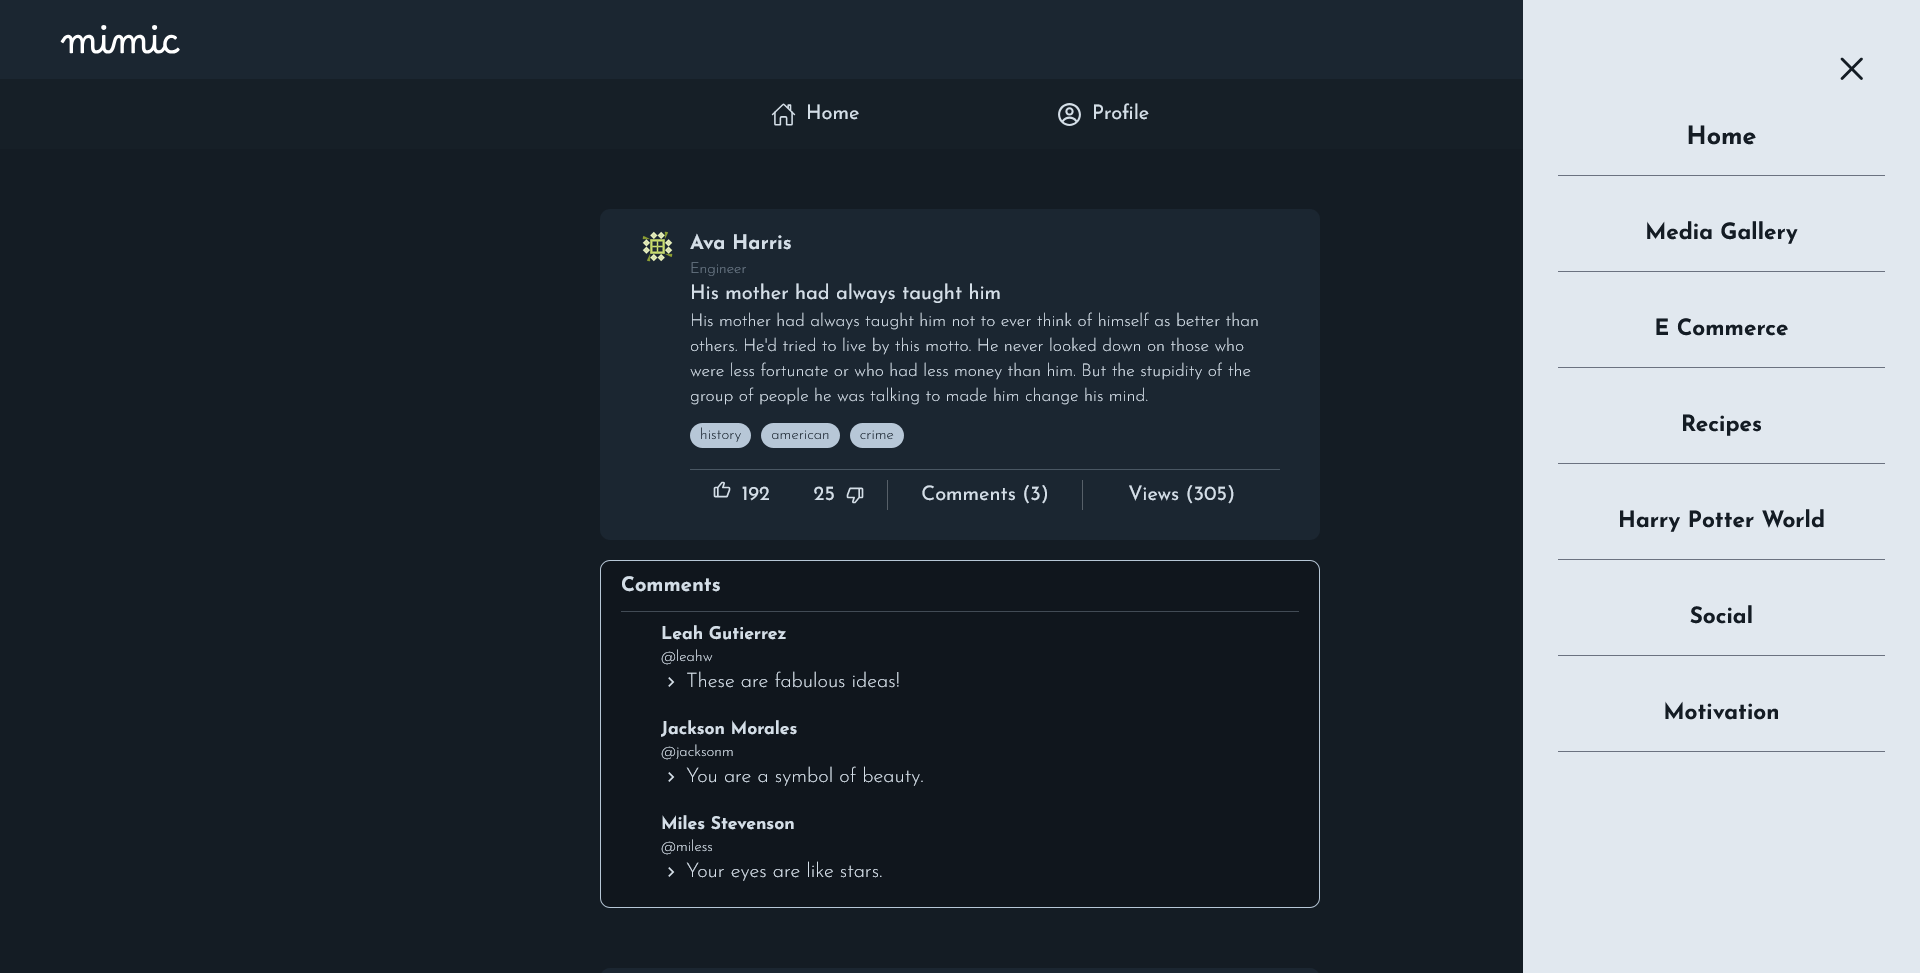 mimic
Home
Profile
Ava Harris
Engineer
His mother had always taught him
His mother had always taught him not to ever think of himself as better than
others. He'd tried to live by this motto. He never looked down on those who
were less fortunate or who had less money than him. But the stupidity of the
group of people he was talking to made him change his mind.
history american crime
192 25 Comments (3) Views (305)
Comments
Leah Gutierrez
@leahw
These are fabulous ideas!
Jackson Morales
@jacksonm
You are a symbol of beauty.
Miles Stevenson
@miless
Your eyes are like stars.
Home
Media Gallery
E Commerce
Recipes
Harry Potter World
Social
Motivation